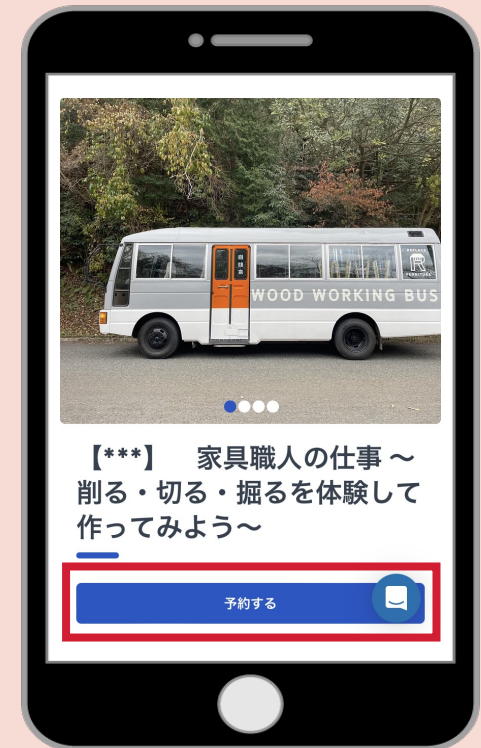 WOOD WORKING BUS
【***】　家具職人の仕事 〜
削る・切る・掘るを体験して
作ってみよう〜
予約する